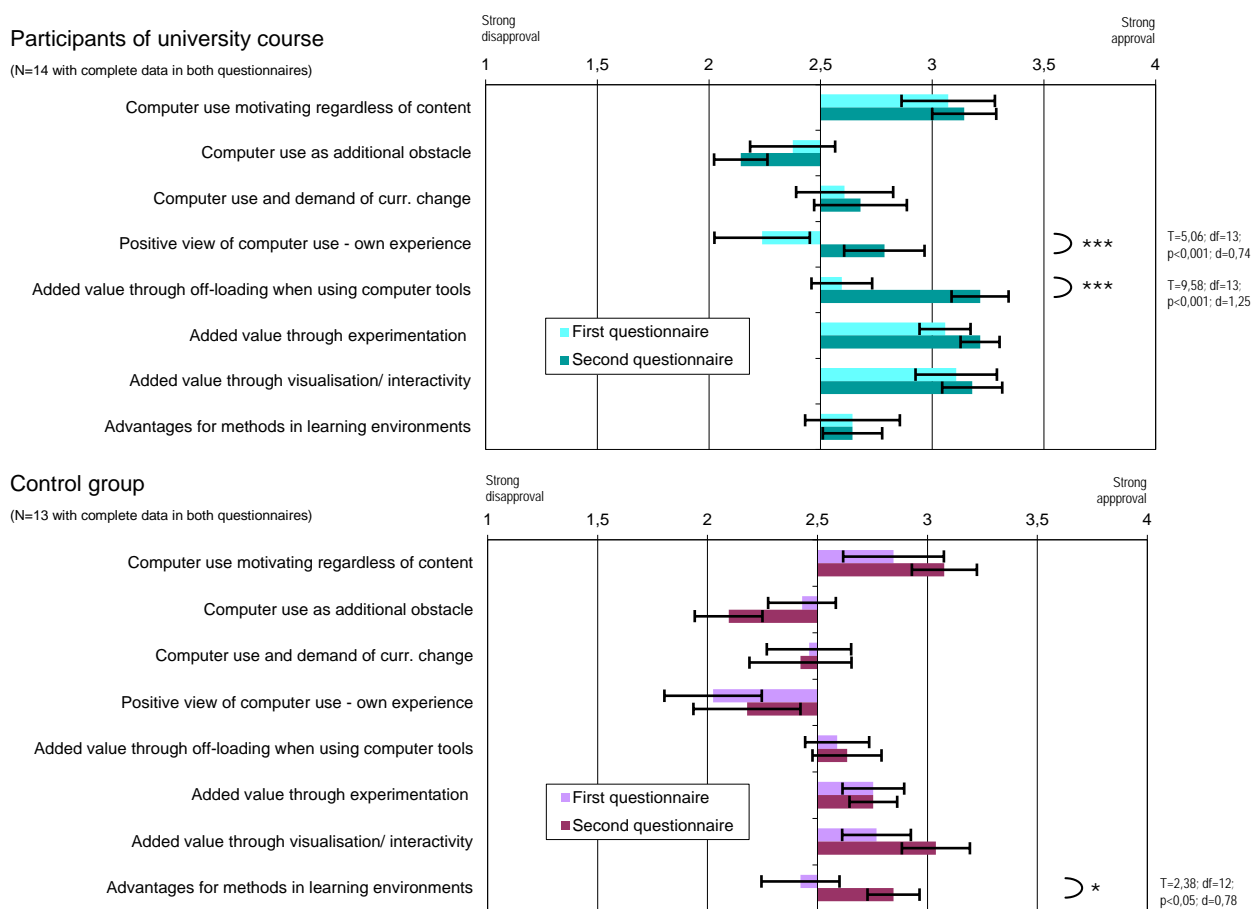 Participants of university course
(N=14 with complete data in both questionnaires)
Strong
disapproval
Strong
approval
1 1,5 2 2,5 3 3,5 4
Computer use motivating regardless of content
Computer use as additional obstacle
Computer use and demand of curr. change
Positive view of computer use - own experience
*** T=5,06; df=13;
p<0,001; d=0,74
Added value through off-loading when using computer tools
*** T=9,58; df=13;
p<0,001; d=1,25
Added value through experimentation
Added value through visualisation/ interactivity
Advantages for methods in learning environments
First questionnaire
Second questionnaire
Control group
(N=13 with complete data in both questionnaires)
Strong
disapproval
Strong
appproval
1 1,5 2 2,5 3 3,5 4
Computer use motivating regardless of content
Computer use as additional obstacle
Computer use and demand of curr. change
Positive view of computer use - own experience
Added value through off-loading when using computer tools
Added value through experimentation
Added value through visualisation/ interactivity
Advantages for methods in learning environments
* T=2,38; df=12;
p<0,05; d=0,78
First questionnaire
Second questionnaire